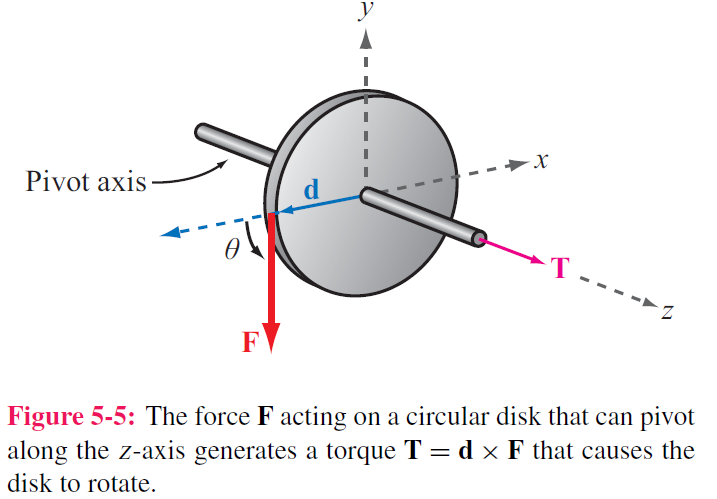 y
x
Pivot axis
d
θ
T
z
F
Figure 5-5: The force F acting on a circular disk that can pivot
along the z-axis generates a torque T = d × F that causes the
disk to rotate.